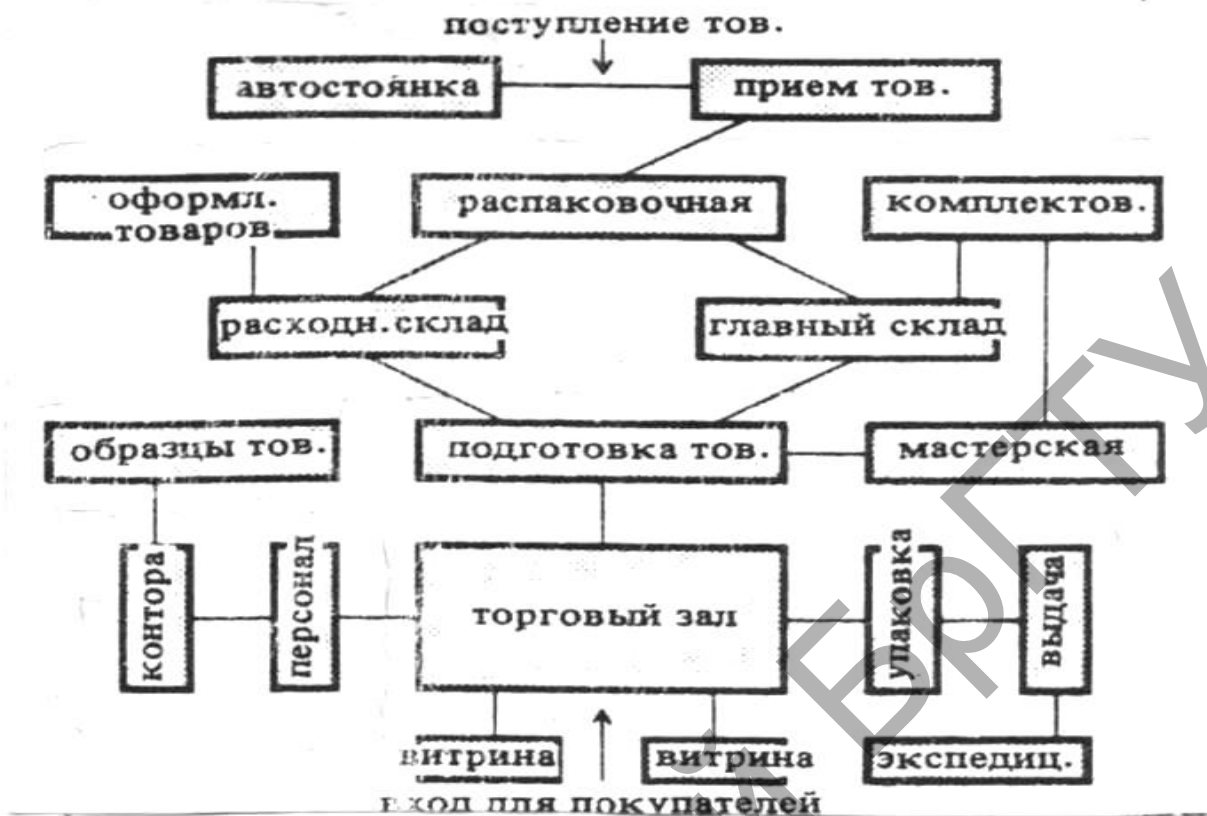 поступление тов.
автостоянка
прием тов.
оформл.
товаров
распаковочная
комплектов.
расходн.склад
главный склад
образцы тов.
подготовка тов.
мастерская
контора
персонал
торговый зал
упаковка
выдача
витрина
витрина
экспедиц.
вход для покупателей
й БрГТУ